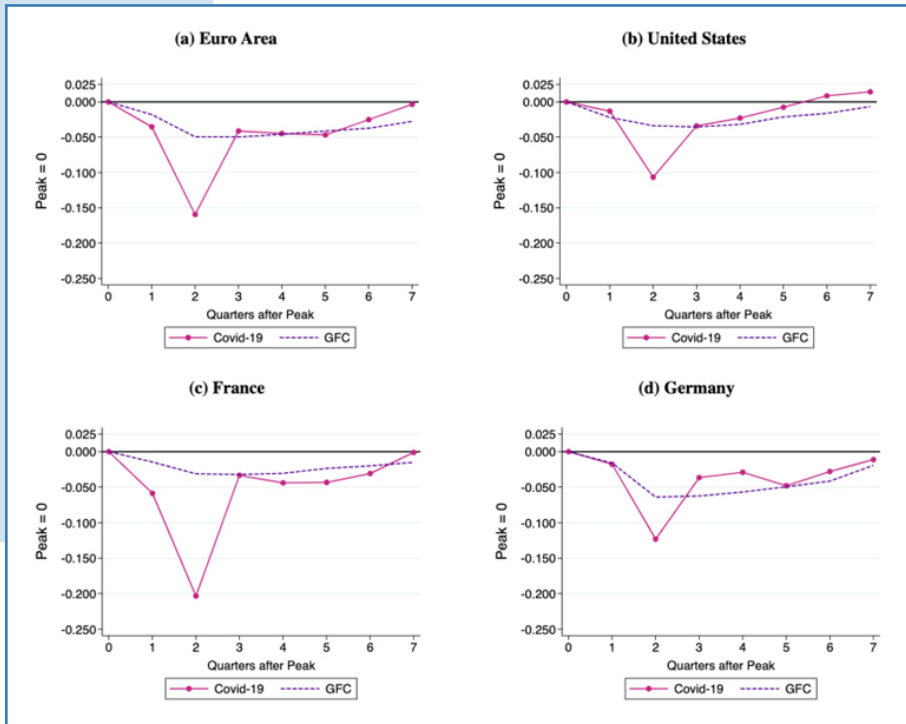 (a) Euro Area
0.025
0.000
-0.050
-0.100
-0.150
-0.200
-0.250
Peak = 0
0 1 2 3 4 5 6 7
Quarters after Peak
Covid-19 GFC
(b) United States
0.025
0.000
-0.050
-0.100
-0.150
-0.200
-0.250
Peak = 0
0 1 2 3 4 5 6 7
Quarters after Peak
Covid-19 GFC
(c) France
0.025
0.000
-0.050
-0.100
-0.150
-0.200
-0.250
Peak = 0
0 1 2 3 4 5 6 7
Quarters after Peak
Covid-19 GFC
(d) Germany
0.025
0.000
-0.050
-0.100
-0.150
-0.200
-0.250
Peak = 0
0 1 2 3 4 5 6 7
Quarters after Peak
Covid-19 GFC